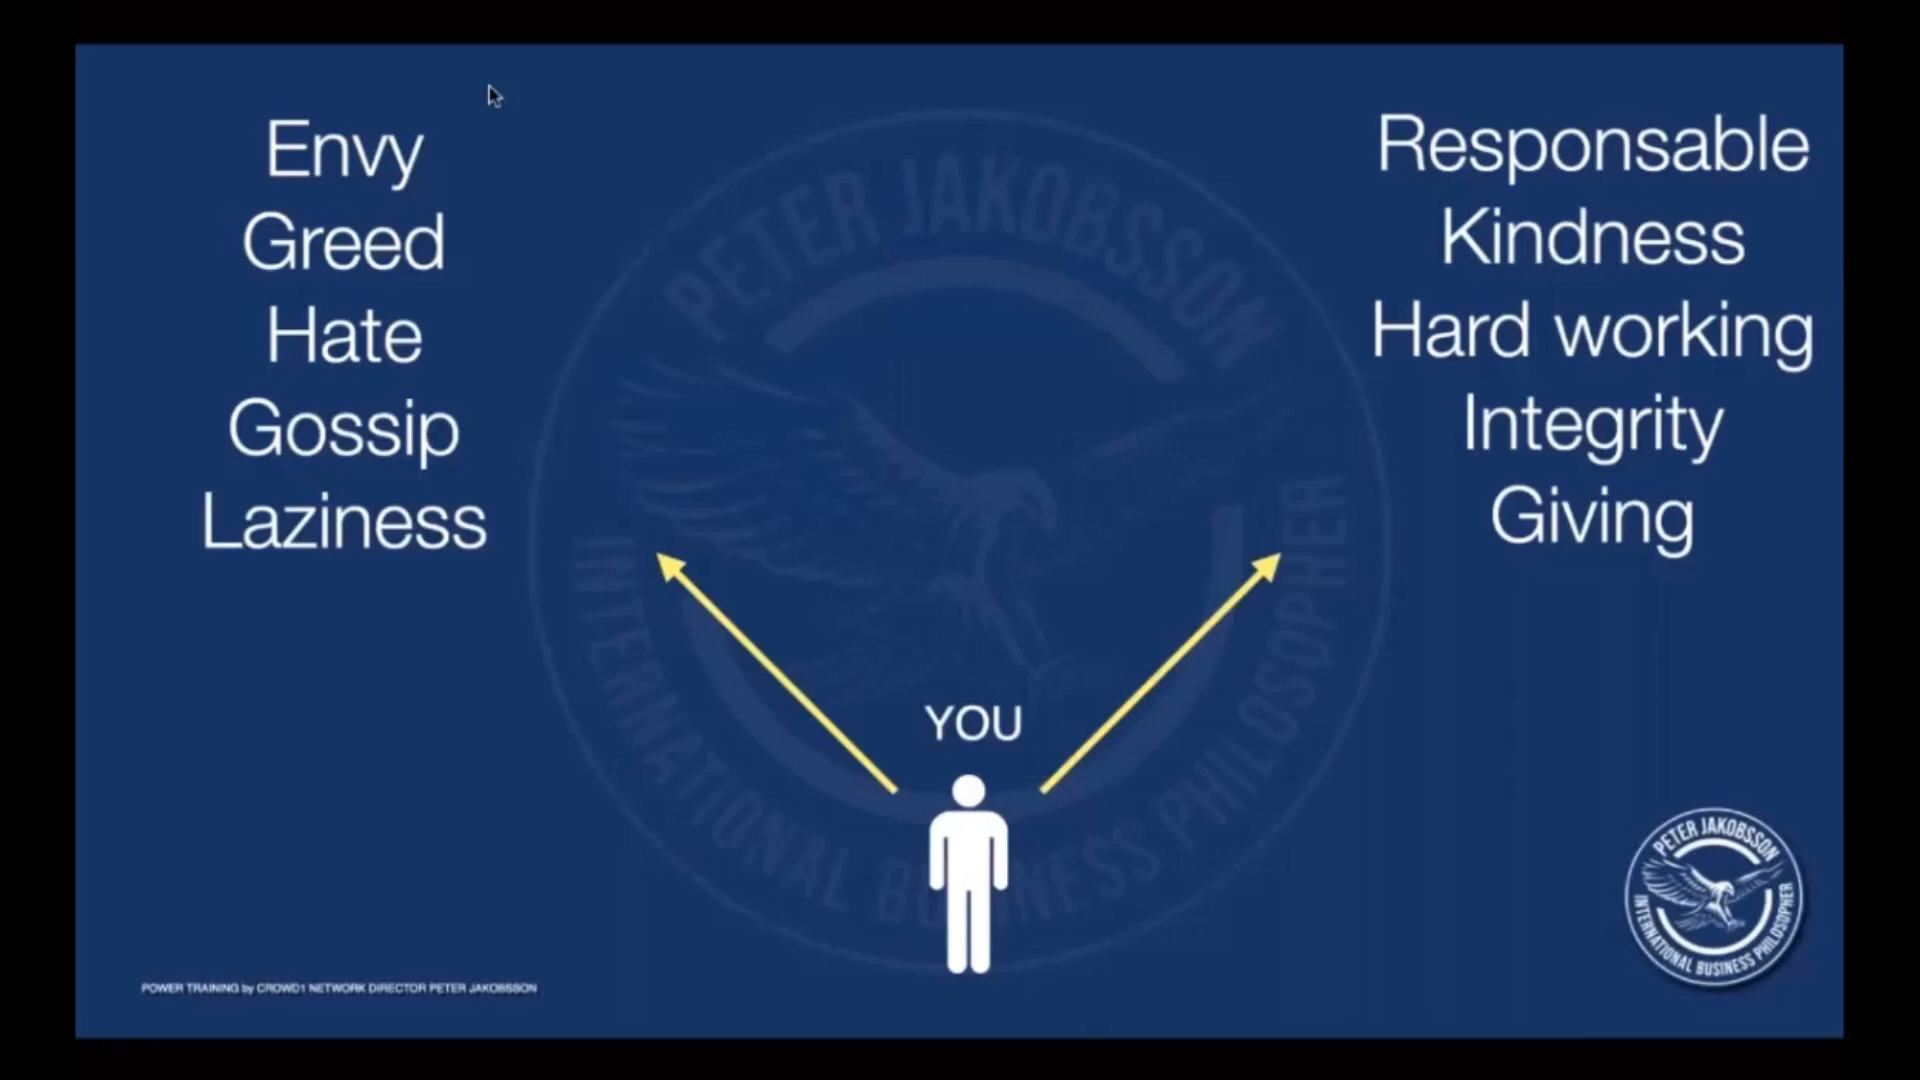 Envy
Greed
Hate
Gossip
Laziness
Responsable
Kindness
Hard working
Integrity
Giving
YOU
PETER JAKOBSSON
INTERNATIONAL BUSINESS PHILOSOPHER
POWER TRAINING by CROWD1 NETWORK DIRECTOR PETER JAKOBSSON
PETER JAKOBSSON
INTERNATIONAL BUSINESS PHILOSOPHER